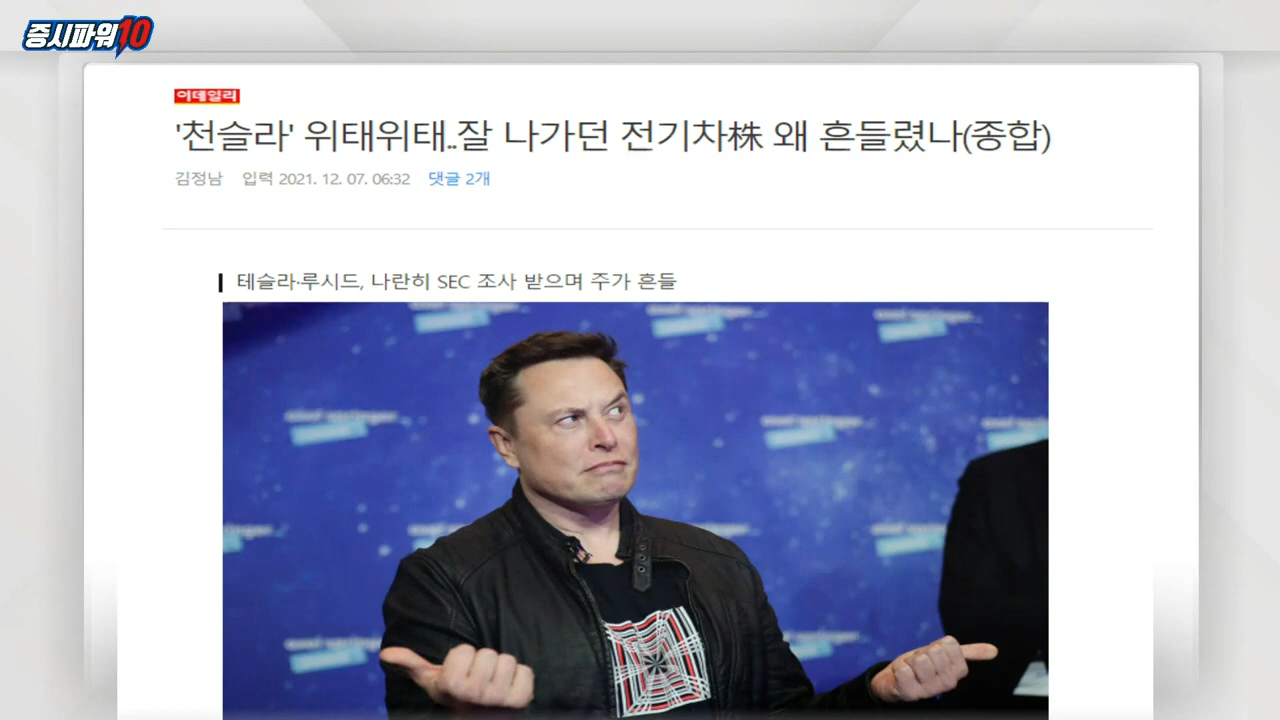 증시파워10
이데일리
'천슬라' 위태위태..잘 나가던 전기차株 왜 흔들렸나(종합)
김정남 입력 2021. 12. 07. 06:32 댓글 2개
테슬라·루시드, 나란히 SEC 조사 받으며 주가 흔들